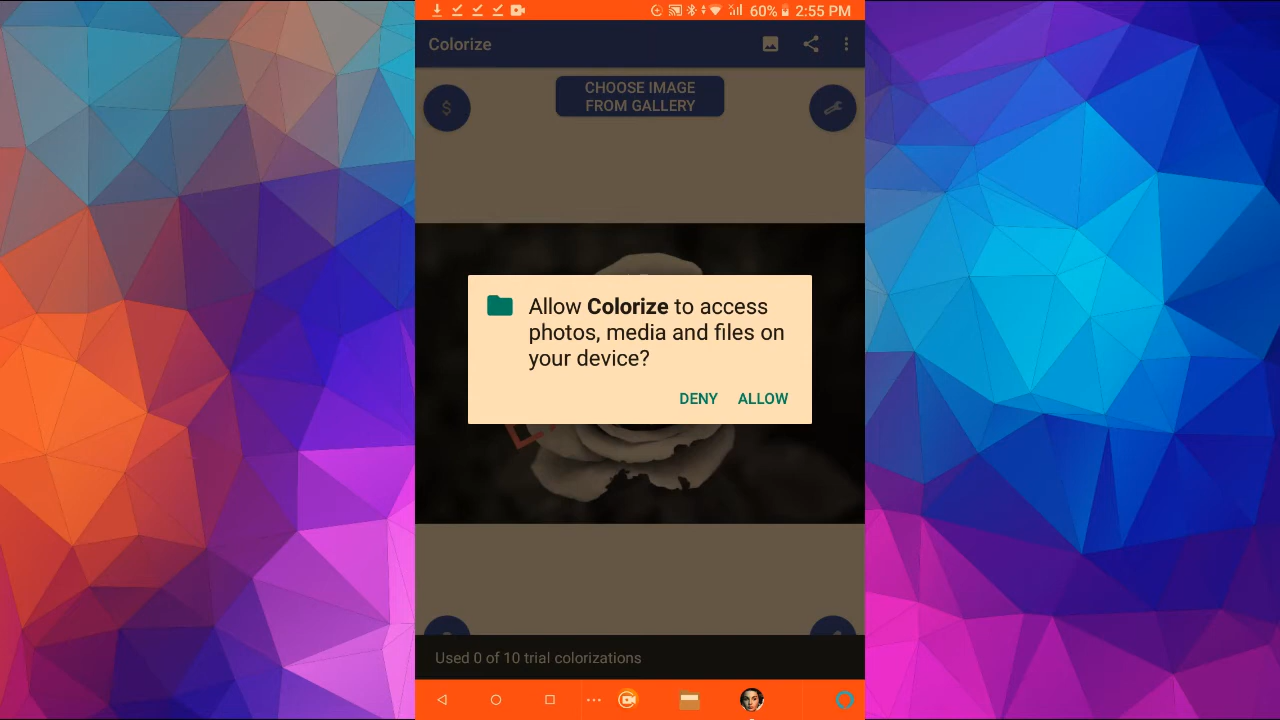 60% 2:55 PM
Colorize
$
CHOOSE IMAGE
FROM GALLERY
Allow Colorize to access
photos, media and files on
your device?
DENY ALLOW
Used 0 of 10 trial colorizations